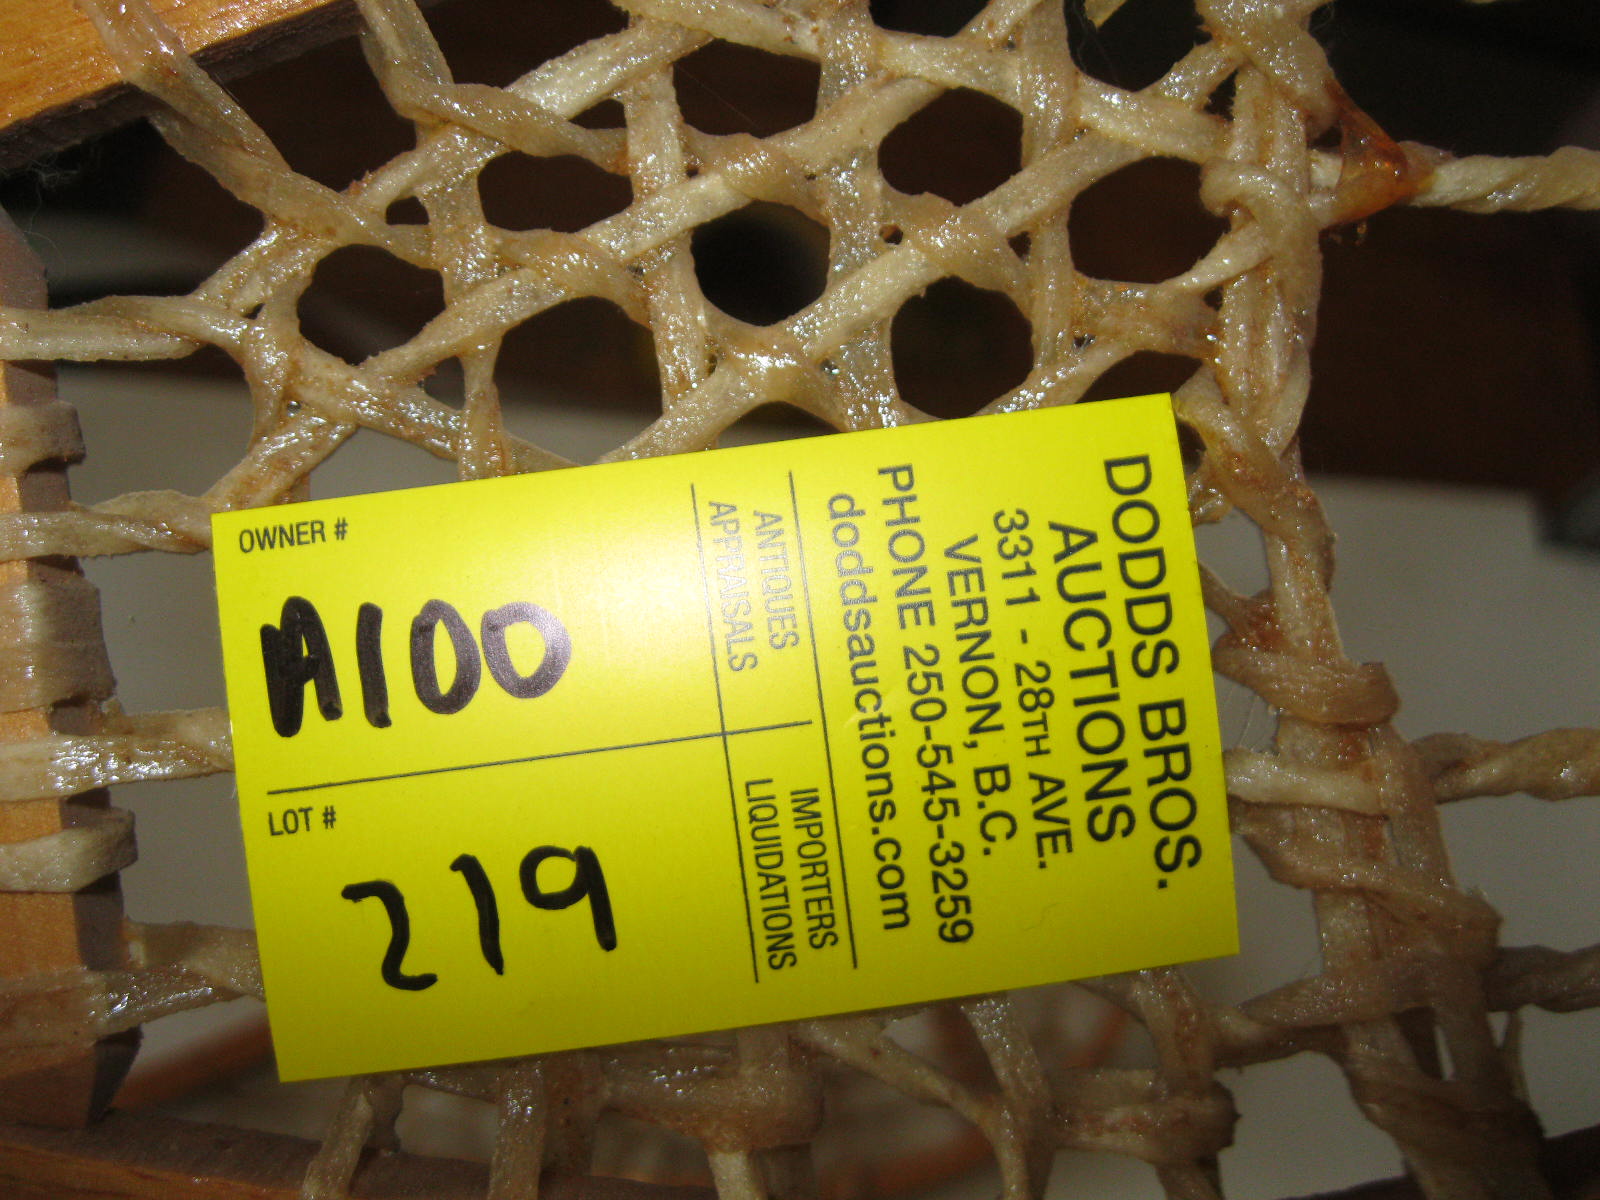 DODDS BROS.
AUCTIONS
3311 - 28TH AVE.
VERNON, B.C.
PHONE 250-545-3259
doddsauctions.com
ANTIQUES
APPRAISALS
IMPORTERS
LIQUIDATIONS
OWNER #
A100
LOT #
219